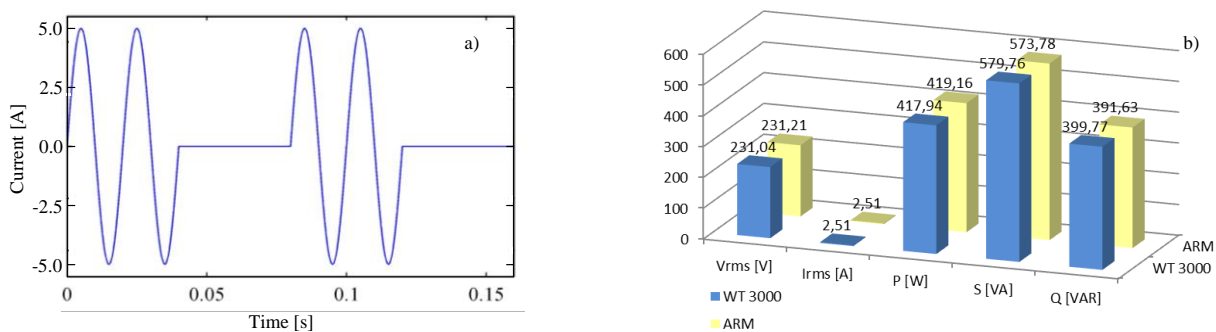 a)
5.0
2.5
0.0
-2.5
-5.0
Current [A]
0
0.05
0.1
0.15
Time [s]
b)
600
500
400
300
200
100
0
231,04
231,21
2,51
2,51
417,94
419,16
579,76
573,78
399,77
391,63
Vrms [V]
Irms [A]
P [W]
S [VA]
Q [VAR]
ARM
WT 3000
WT 3000
ARM